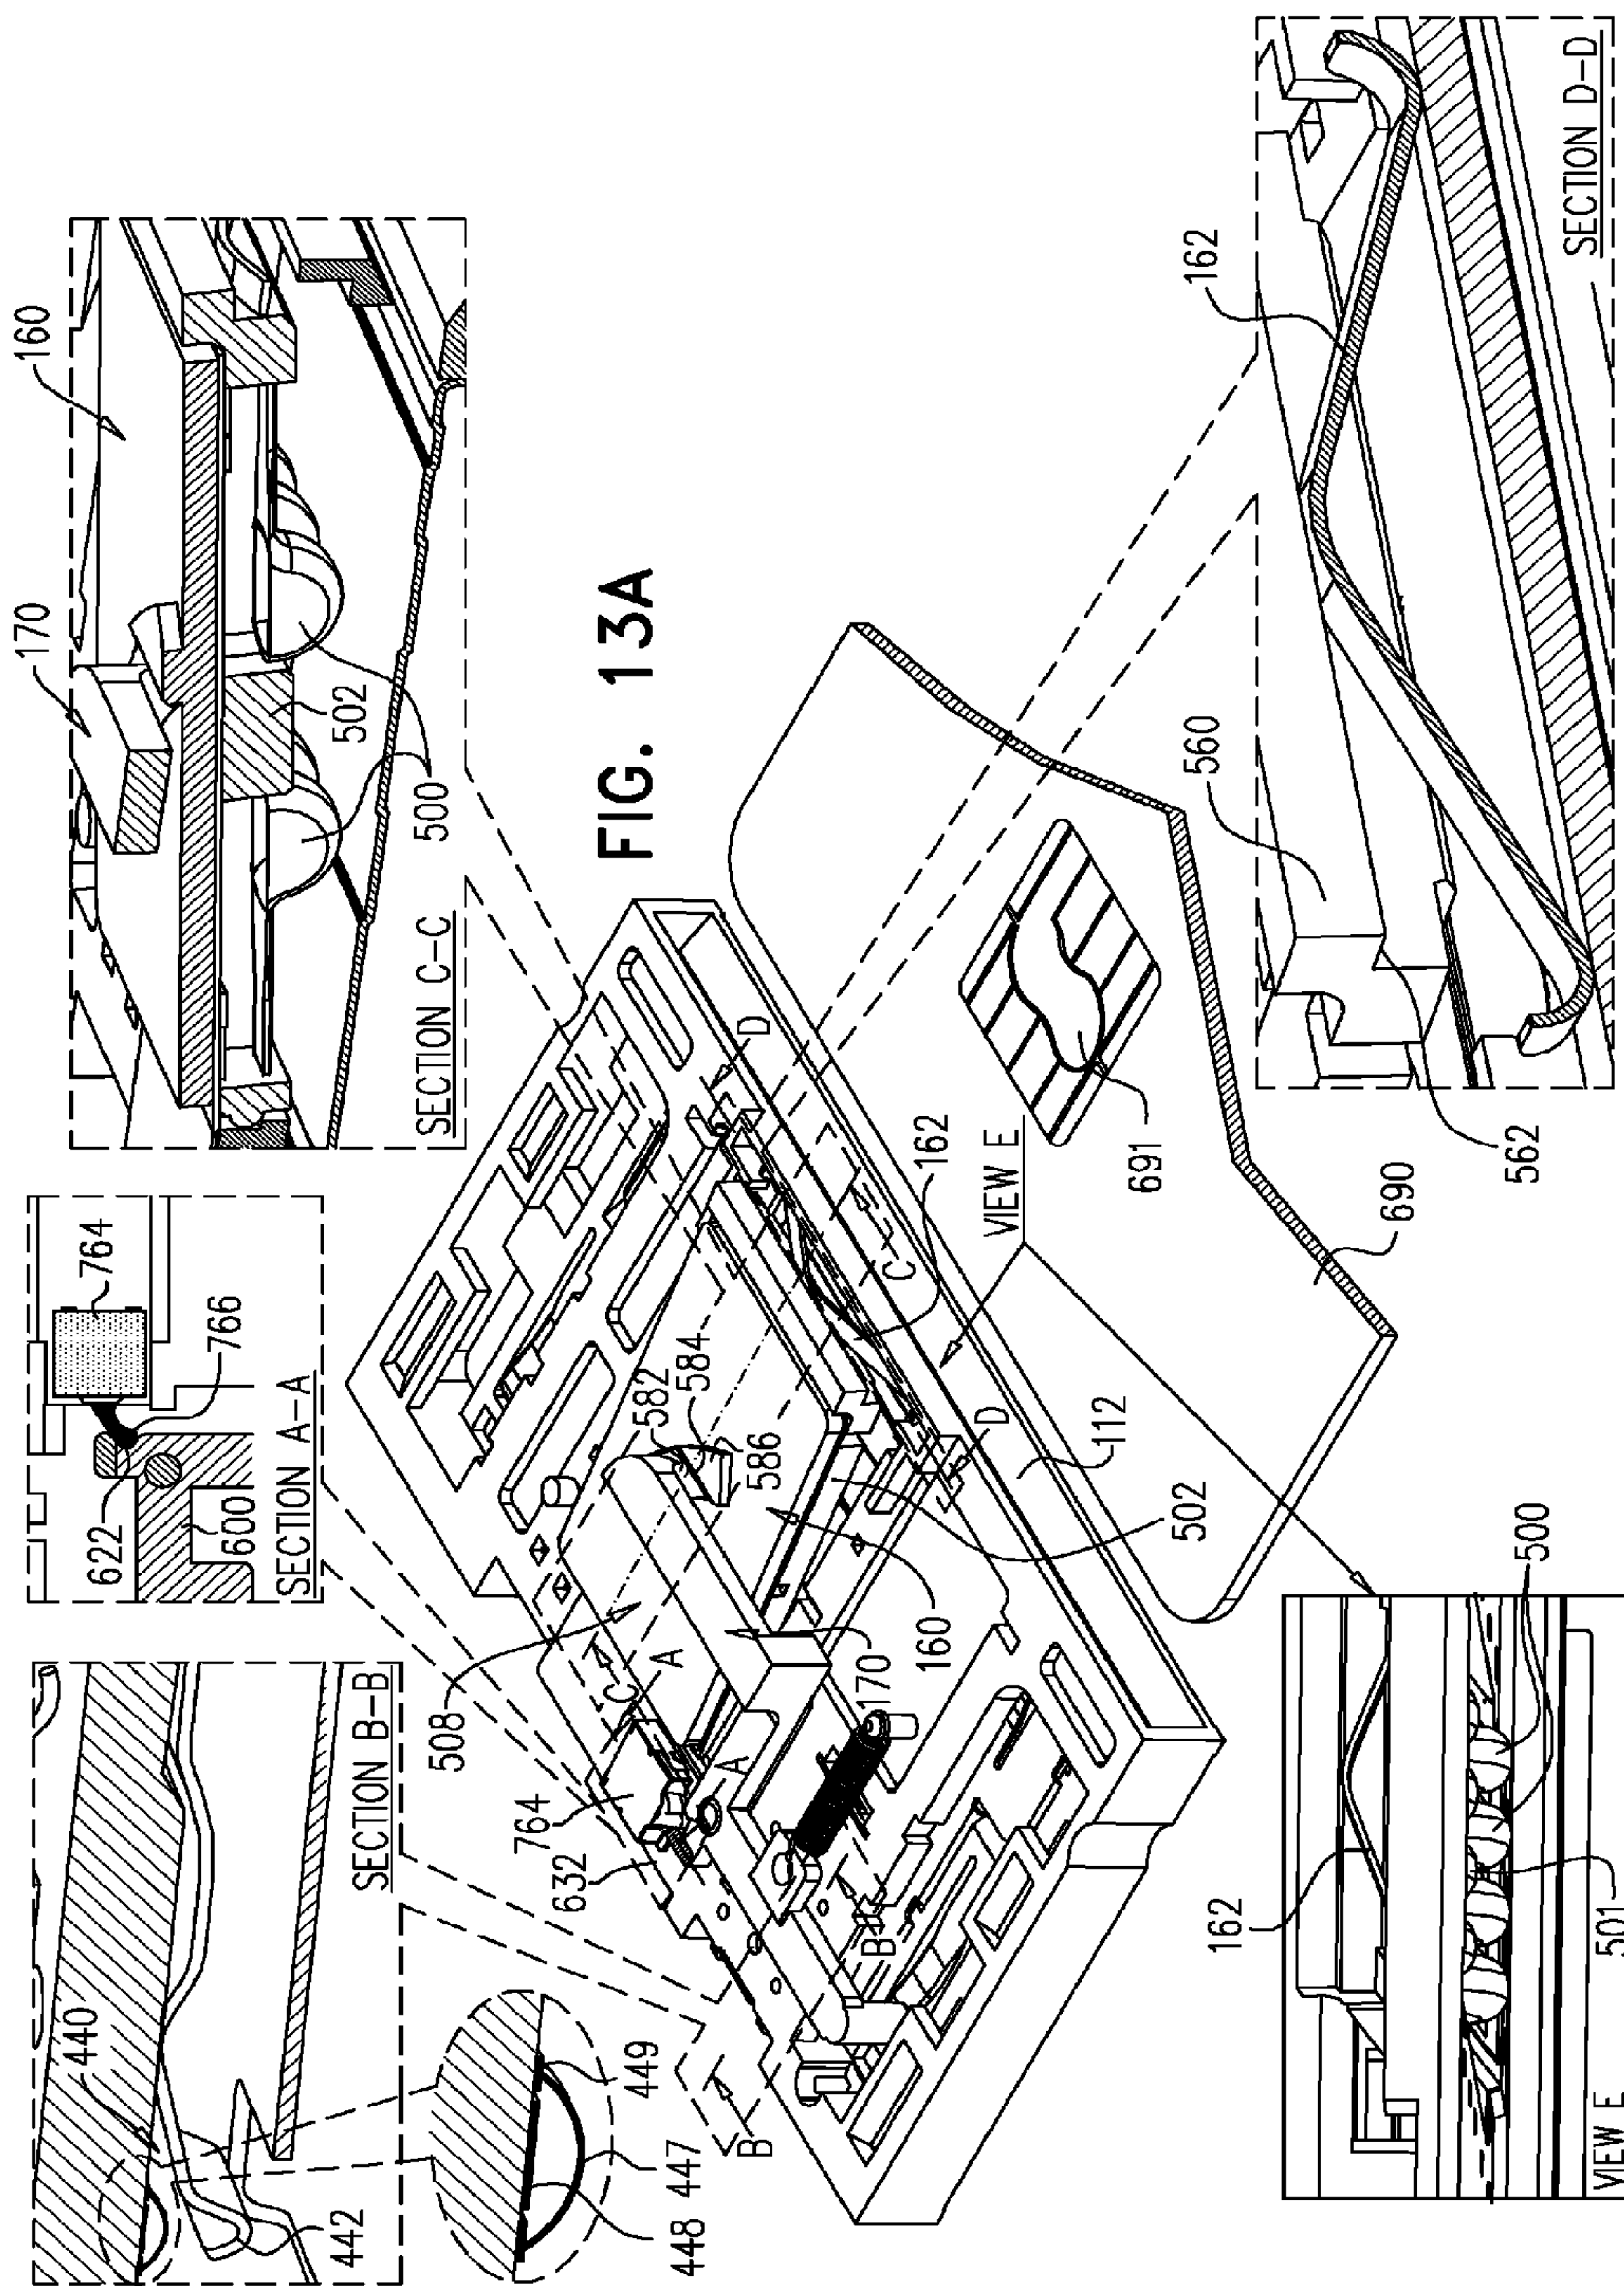 FIG. 13A
160
170
502
500
SECTION C-C
764
766
622
600
SECTION A-A
440
442
SECTION B-B
449
447
448
B
B
632
764
508
A
A
C
C
582
584
586
170
160
502
112
162
D
D
VIEW E
691
690
162
560
562
SECTION D-D
162
500
501
VIEW E